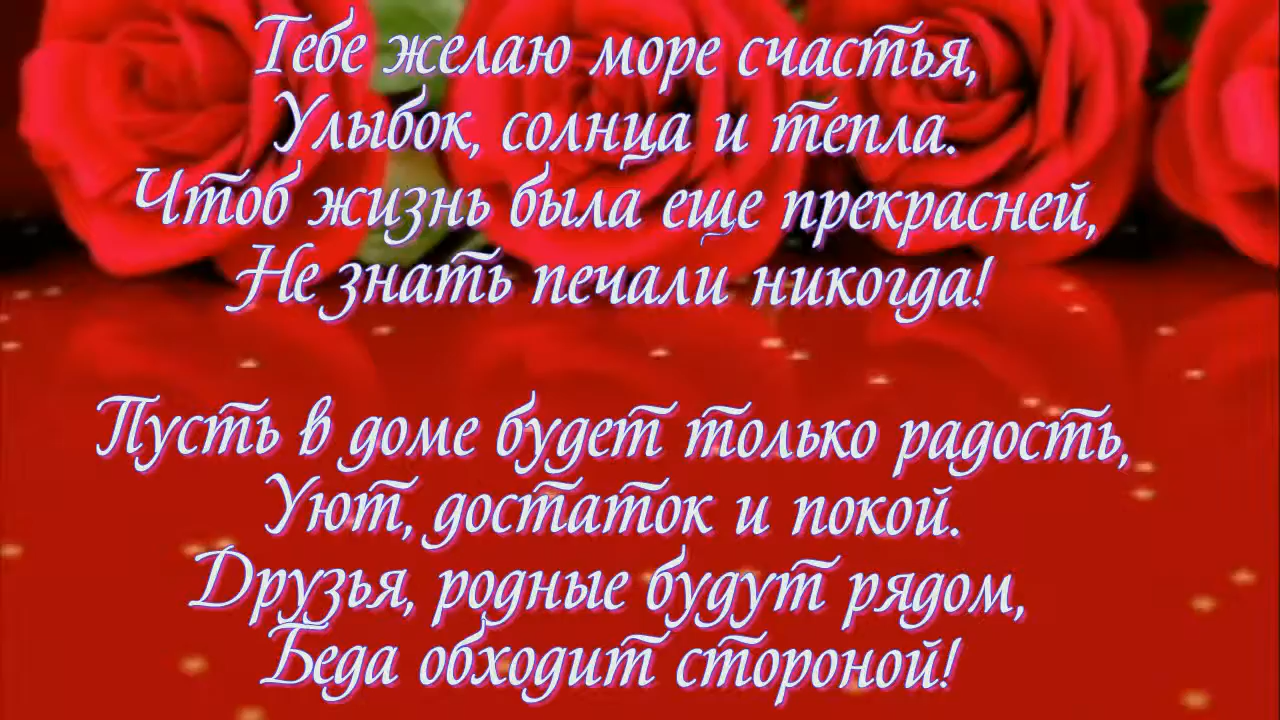 Тебе желаю море счастья,
Улыбок, солнца и тепла.
Чтоб жизнь была еще прекрасней,
Не знать печали никогда!
Пусть в доме будет только радость,
Уют, достаток и покой.
Друзья, родные будут рядом,
Беда обходит стороной!